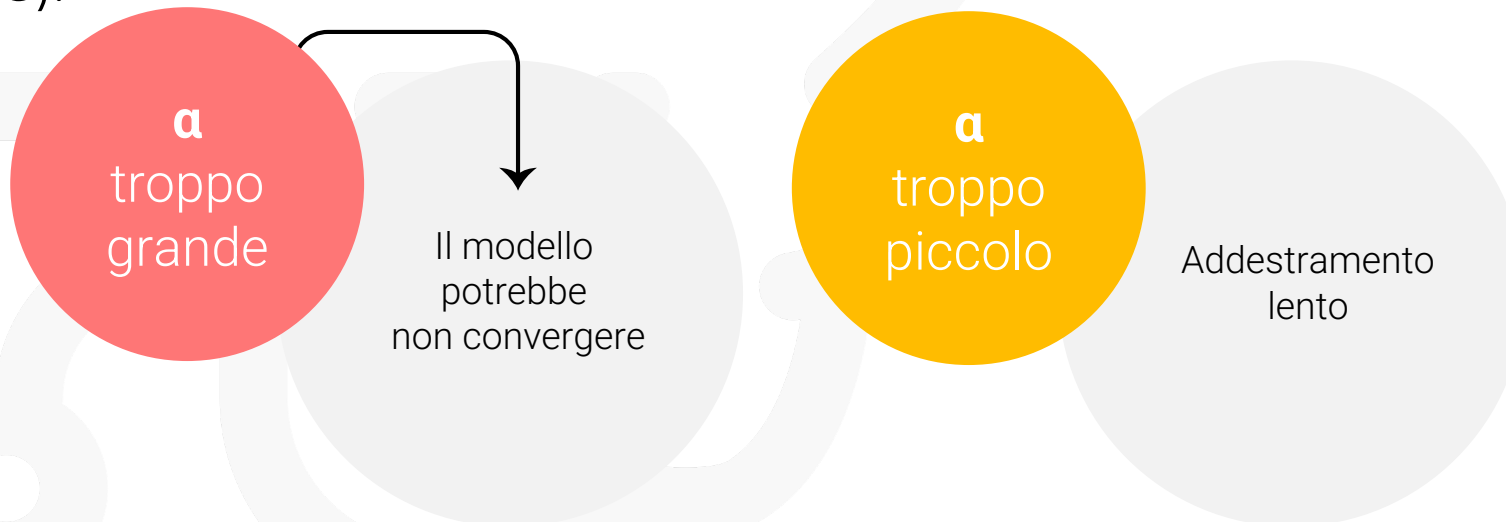 α
troppo
grande
Il modello
potrebbe
non convergere
α
troppo
piccolo
Addestramento
lento